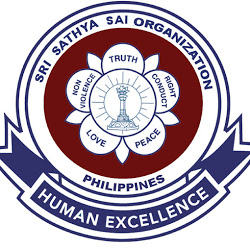 SRI SATHYA SAI ORGANIZATION
TRUTH
RIGHT
CONDUCT
PEACE
LOVE
NON
VIOLENCE
PHILIPPINES
HUMAN EXCELLENCE